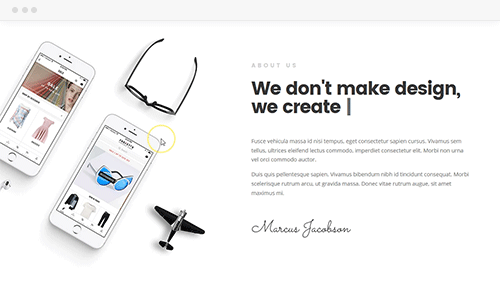 ABOUT US
We don't make design,
we create |
Fusce vehicula massa id nisi tempus, eget consectetur sapien cursus. Vivamus sem
tellus, ultrices eleifend lectus commodo, imperdiet consectetur elit. Morbi non urna
vel orci commodo auctor.
Duis quis pellentesque sapien. Vivamus bibendum nibh id tincidunt consequat. Morbi
scelerisque rutrum arcu, ut gravida massa. Donec vitae rutrum augue, sit amet
maximus mi.
Marcus Jacobson